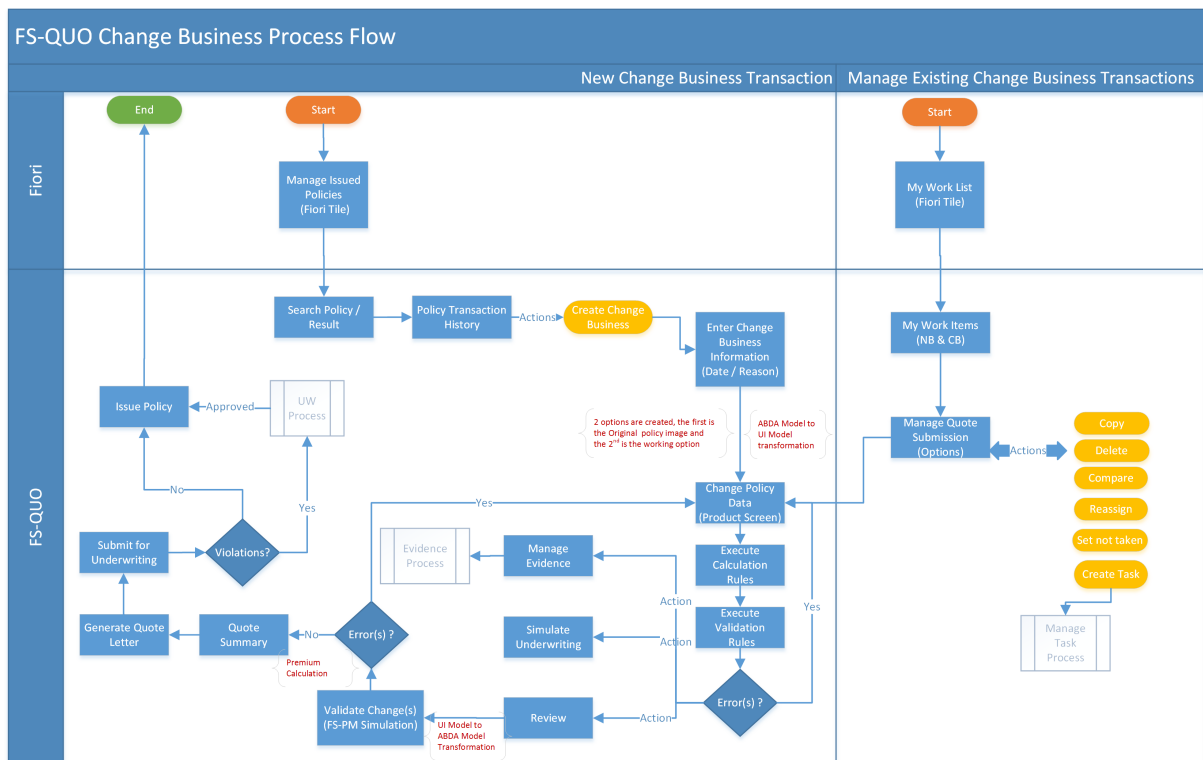 FS-QUO Change Business Process Flow
New Change Business Transaction
Manage Existing Change Business Transactions
Fiori
End
Start
Start
Manage Issued
Policies
(Fiori Tile)
My Work List
(Fiori Tile)
FS-QUO
Search Policy /
Result
Policy Transaction
History
Actions
Create Change
Business
Enter Change
Business
Information
(Date / Reason)
My Work Items
(NB & CB)
Issue Policy
Approved
UW
Process
2 options are created, the first is
the Original policy image and
the 2nd is the working option
ABDA Model to
UI Model
transformation
Manage Quote
Submission
(Options)
Actions
Copy
Delete
Compare
Reassign
Set not taken
Create Task
Manage
Task
Process
No
Yes
Yes
Change Policy
Data
(Product Screen)
Submit for
Underwriting
Violations?
Evidence
Process
Manage
Evidence
Execute
Calculation
Rules
Action
Yes
Generate Quote
Letter
Quote
Summary
No
Error(s) ?
Simulate
Underwriting
Action
Execute
Validation
Rules
Premium
Calculation
Validate Change(s)
(FS-PM Simulation)
UI Model to
ABDA Model
Transformation
Review
Action
Error(s) ?